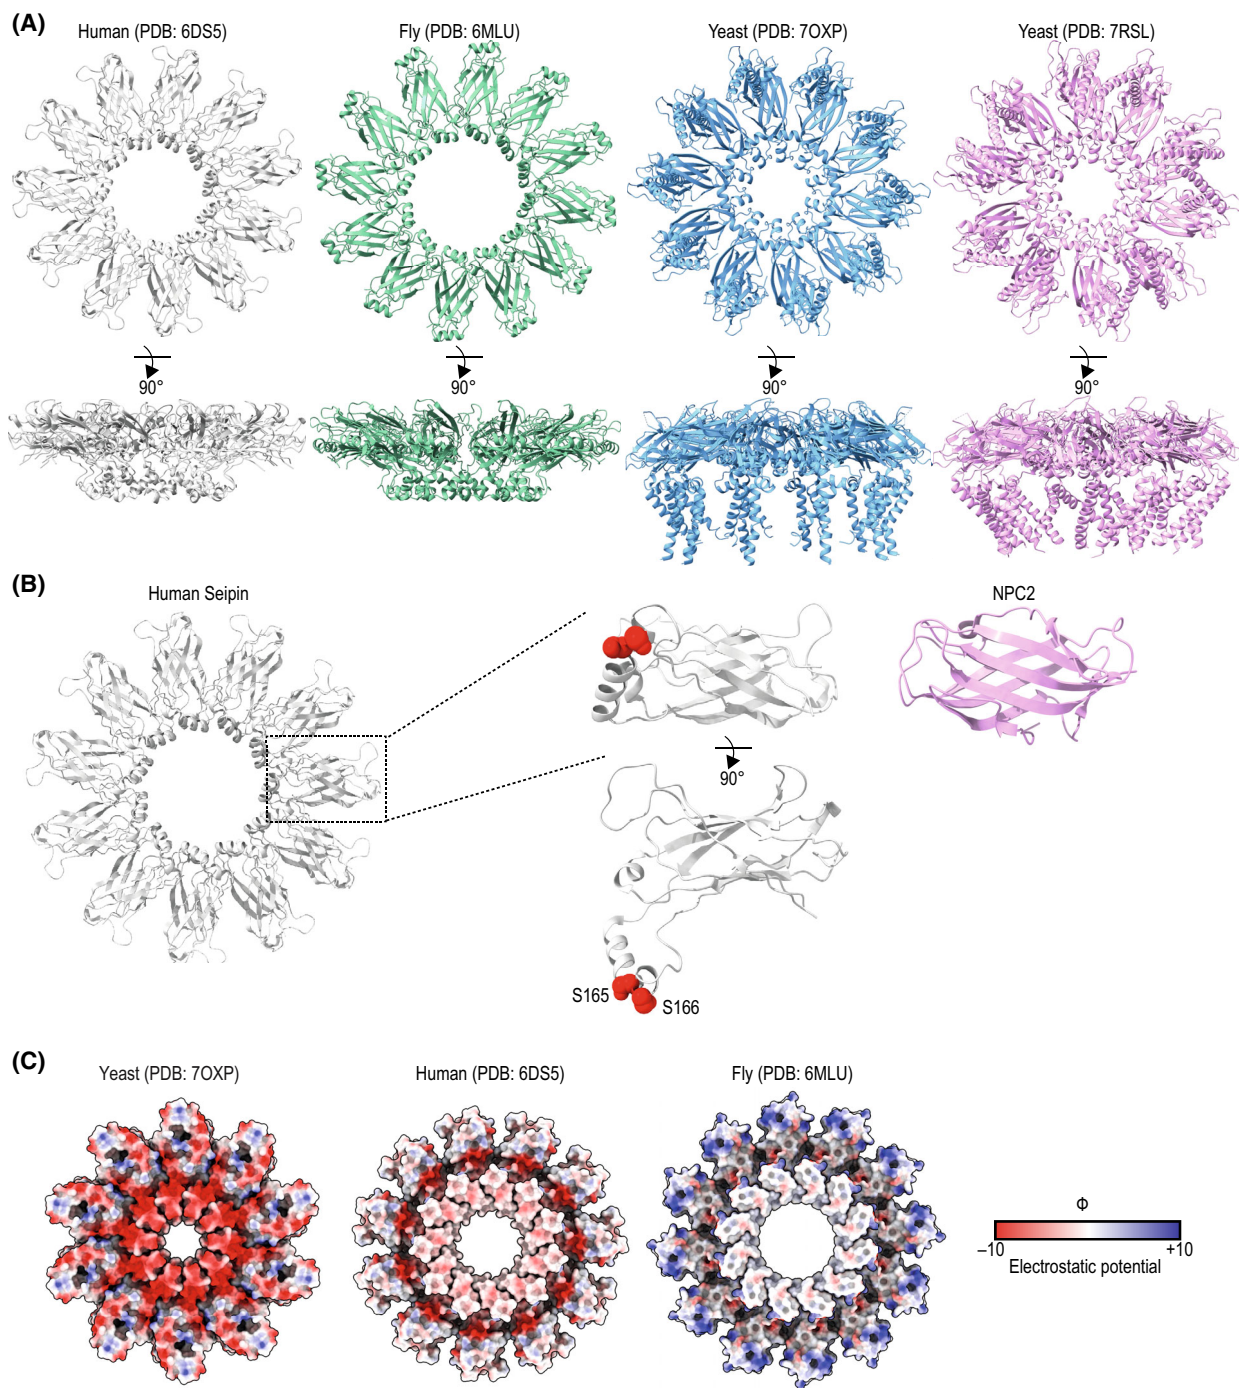 (A)
Human (PDB: 6DS5)
Fly (PDB: 6MLU)
Yeast (PDB: 7OXP)
Yeast (PDB: 7RSL)
90°
90°
90°
90°
(B)
Human Seipin
NPC2
90°
S165
S166
(C)
Yeast (PDB: 7OXP)
Human (PDB: 6DS5)
Fly (PDB: 6MLU)
Φ
–10
+10
Electrostatic potential